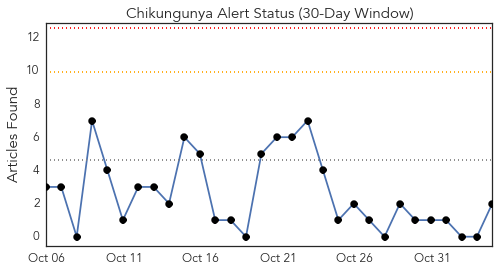 Chikungunya Alert Status (30-Day Window)
Articles Found
12
10
8
6
4
2
0
Oct 06 Oct 11 Oct 16 Oct 21 Oct 26 Oct 31